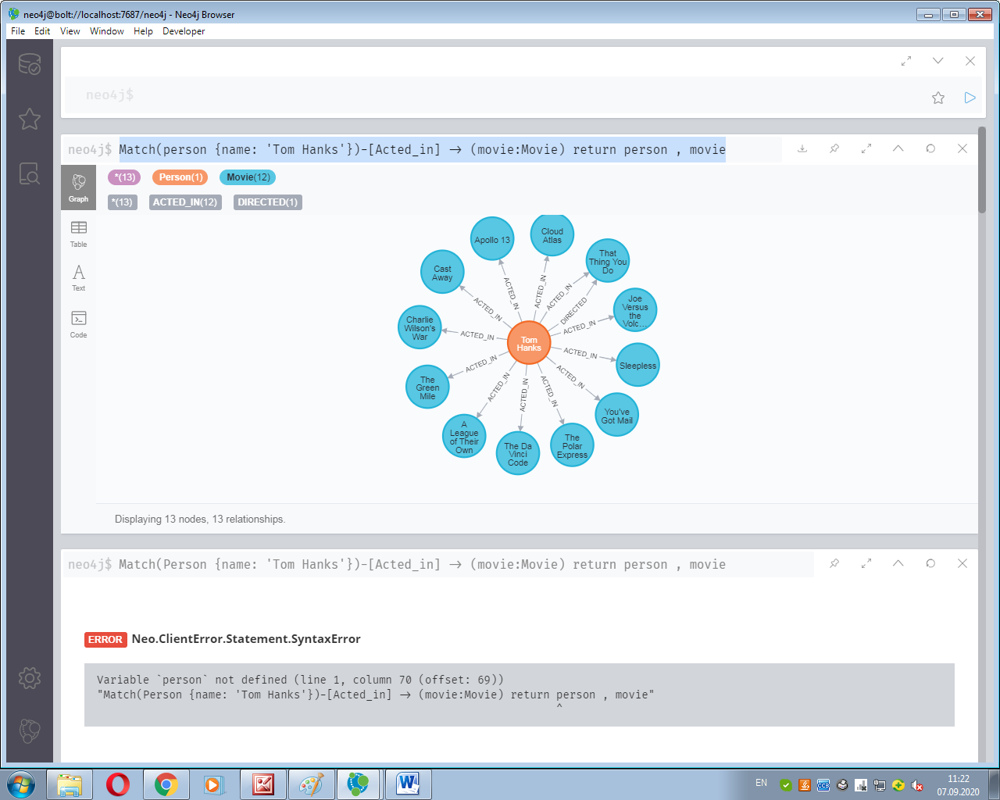 neo4j@bolt://localhost:7687/neo4j - Neo4j Browser
File Edit View Window Help Developer
neo4j$
neo4j$ Match(person {name: 'Tom Hanks'})-[Acted_in] → (movie:Movie) return person , movie
*(13) Person(1) Movie(12)
*(13) ACTED_IN(12) DIRECTED(1)
Graph
Table
Text
Code
Cloud
Atlas
Apollo 13
That
Thing You
Do
Cast
Away
Joe
Versus
the
Volc...
Charlie
Wilson's
War
Tom
Hanks
Sleepless
The
Green
Mile
You've
Got Mail
A
League
of Their
Own
The Da
Vinci
Code
The
Polar
Express
ACTED_IN
ACTED_IN
ACTED_IN
DIRECTED
ACTED_IN
ACTED_IN
ACTED_IN
ACTED_IN
ACTED_IN
ACTED_IN
ACTED_IN
ACTED_IN
ACTED_IN
Displaying 13 nodes, 13 relationships.
neo4j$ Match(Person {name: 'Tom Hanks'})-[Acted_in] → (movie:Movie) return person , movie
ERROR Neo.ClientError.Statement.SyntaxError
Variable `person` not defined (line 1, column 70 (offset: 69))
"Match(Person {name: 'Tom Hanks'})-[Acted_in] → (movie:Movie) return person , movie"
^
EN
11:22
07.09.2020